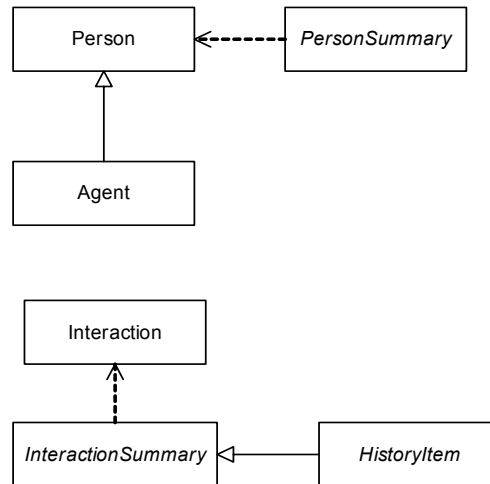 Person
PersonSummary
Agent
Interaction
InteractionSummary
HistoryItem